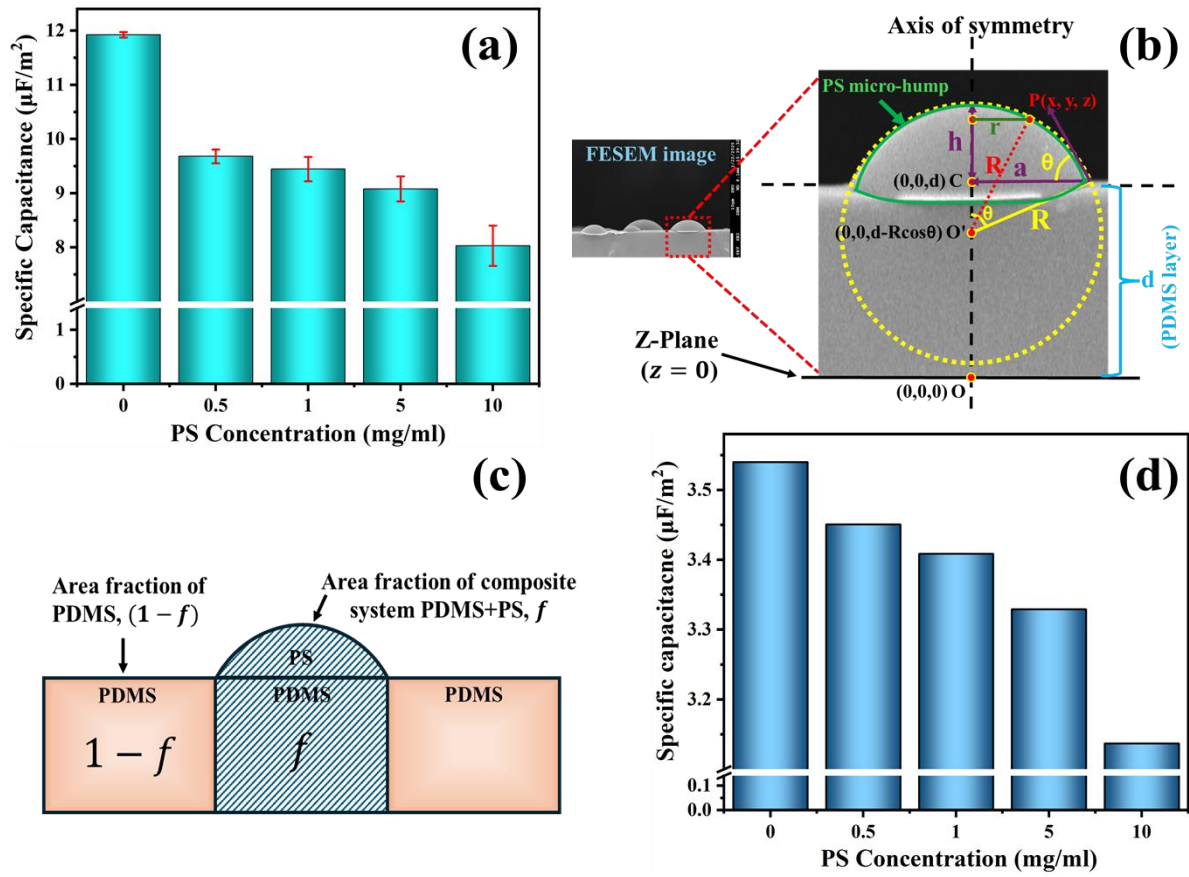 (a)
Specific Capacitance (µF/m²)
12
11
10
9
8
1
0
0
0.5
1
5
10
PS Concentration (mg/ml)
Axis of symmetry
(b)
PS micro-hump
P(x, y, z)
FESEM image
h
r
R
θ
a
(0,0,d) C
θ
R
(0,0,d-Rcosθ) O'
d
(PDMS layer)
Z-Plane
(z = 0)
(0,0,0) O
(c)
Area fraction of
PDMS, (1 − f)
Area fraction of composite
system PDMS+PS, f
PS
PDMS
PDMS
PDMS
1 − f
f
(d)
Specific capacitacne (µF/m²)
3.5
3.4
3.3
3.2
0.1
0.0
0
0.5
1
5
10
PS Concentration (mg/ml)